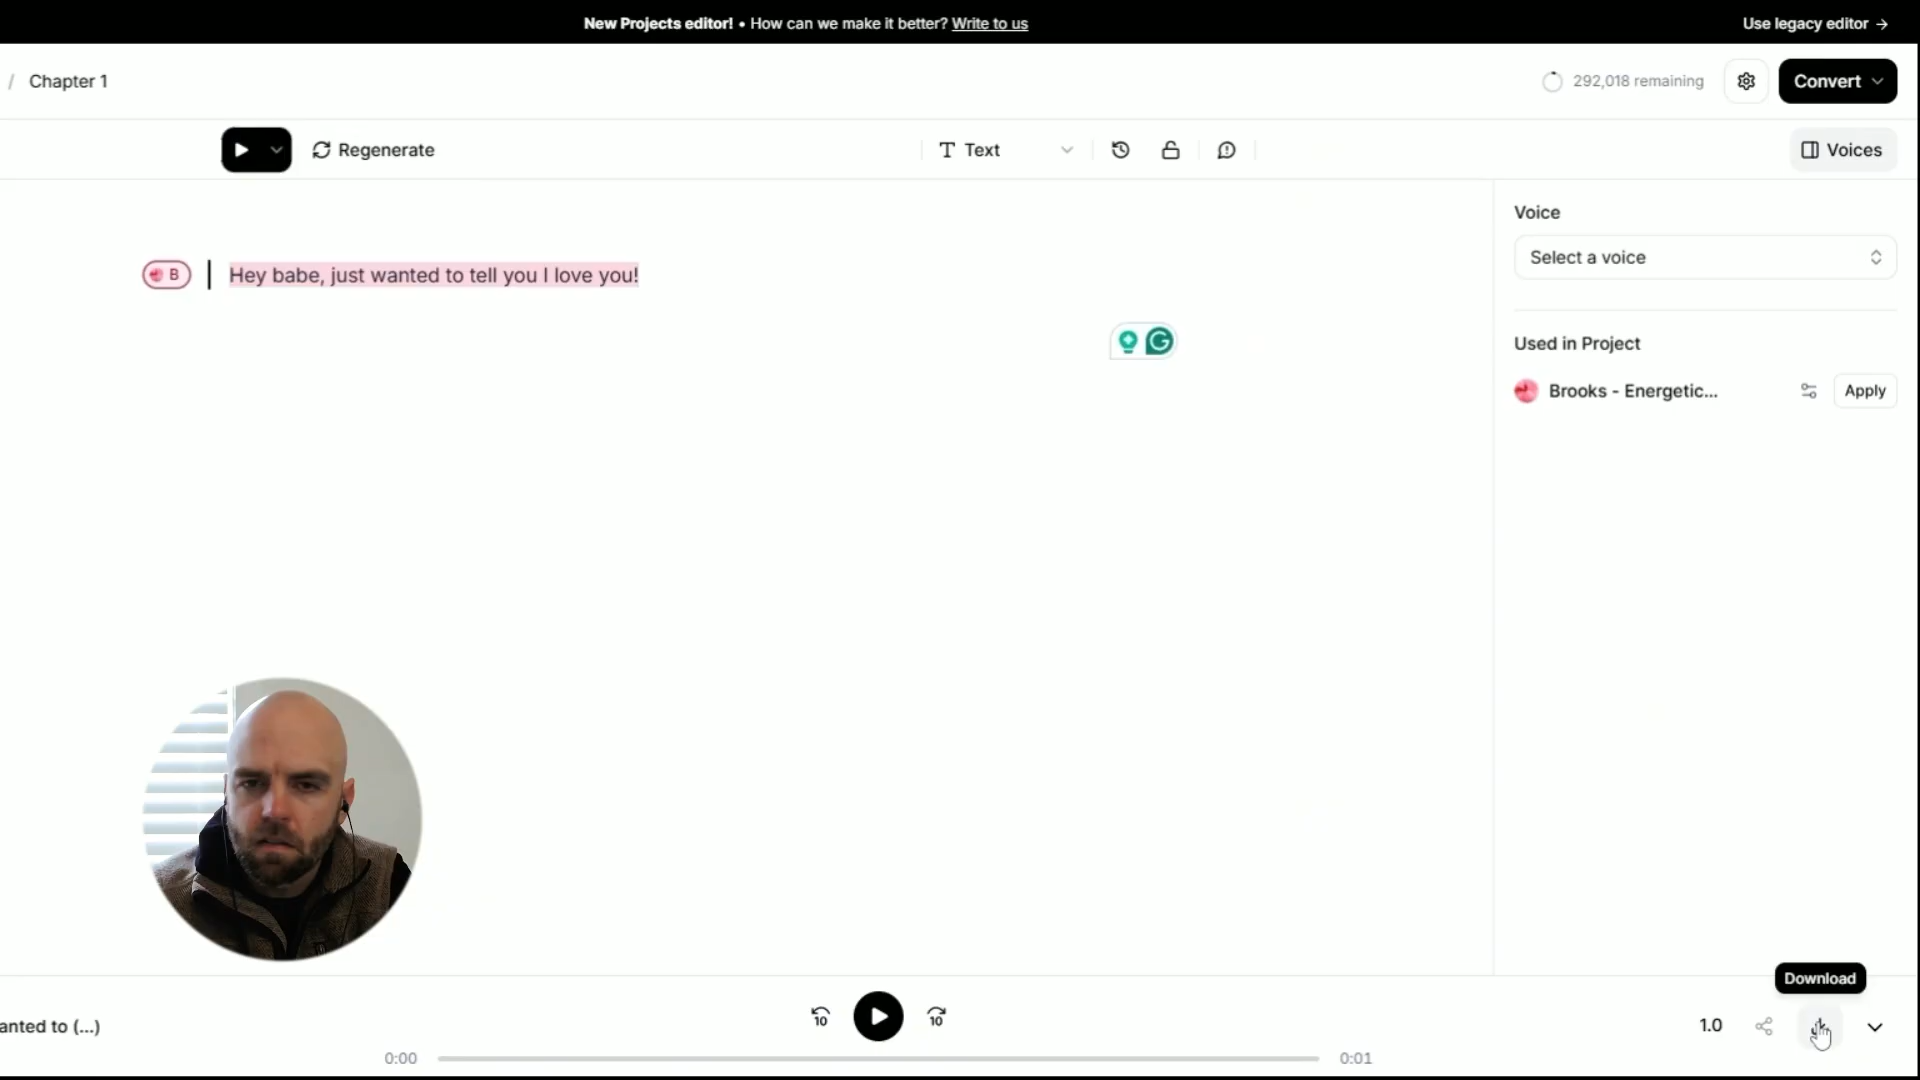 New Projects editor! • How can we make it better? Write to us
Use legacy editor →
/ Chapter 1
292,018 remaining
Convert
Regenerate
Text
Voices
B
Hey babe, just wanted to tell you I love you!
Voice
Select a voice
Used in Project
Brooks - Energetic...
Apply
Download
anted to (...)
10
10
1.0
0:00
0:01